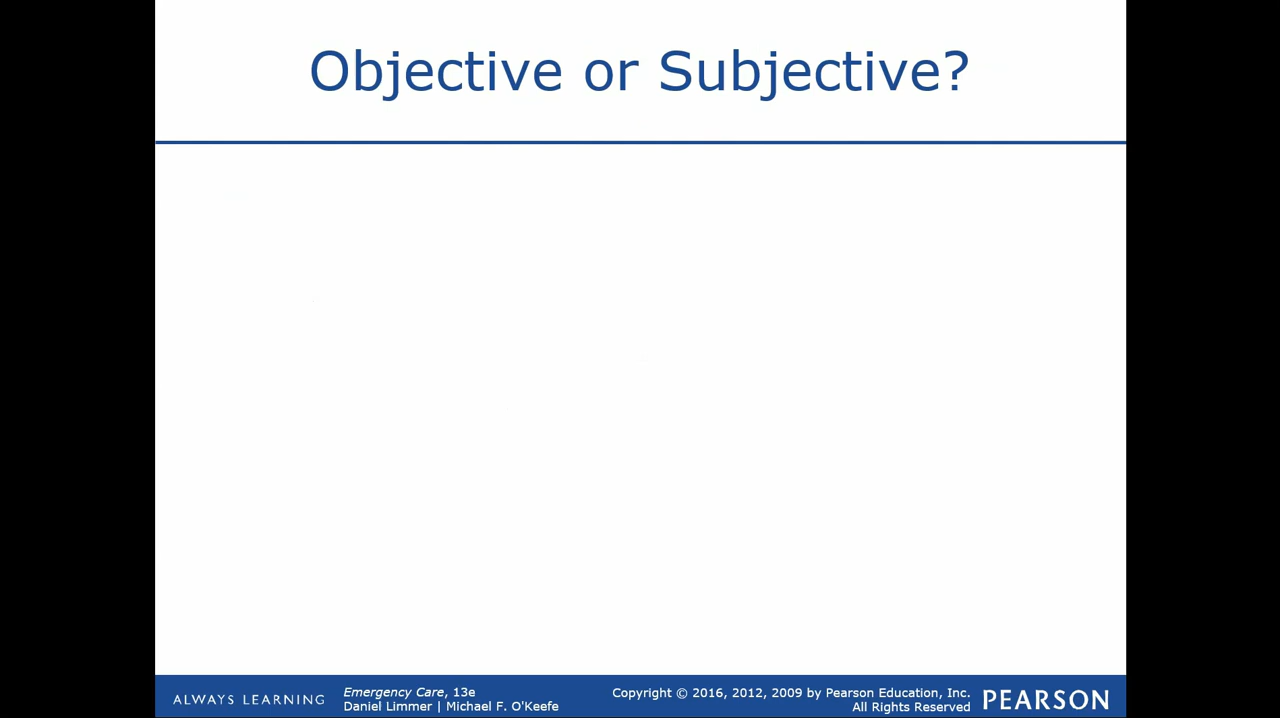 Objective or Subjective?
ALWAYS LEARNING
Emergency Care, 13e
Daniel Limmer | Michael F. O'Keefe
Copyright © 2016, 2012, 2009 by Pearson Education, Inc.
All Rights Reserved
PEARSON